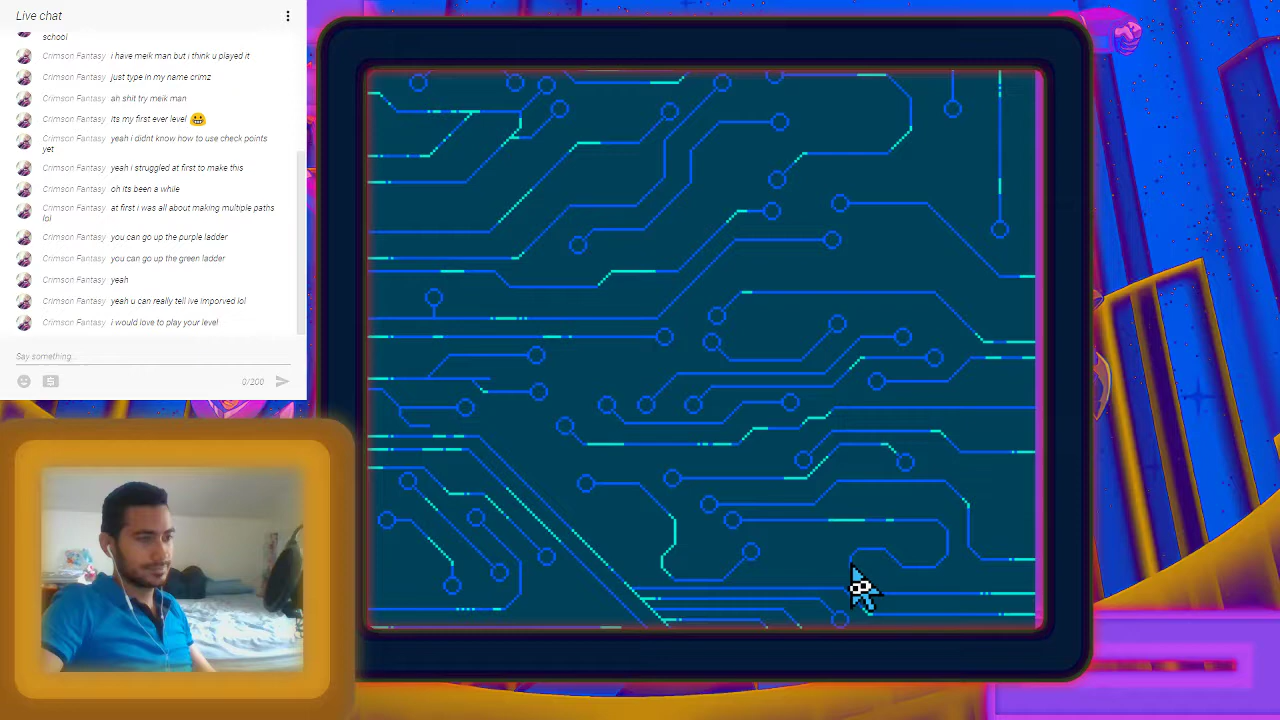 Live chat
school
Crimson Fantasy i have meik man but i think u played it
Crimson Fantasy just type in my name crimz
Crimson Fantasy ah shit try meik man
Crimson Fantasy its my first ever level
Crimson Fantasy yeah i didnt know how to use check points
yet
Crimson Fantasy yeah i struggled at first to make this
Crimson Fantasy oh its been a while
Crimson Fantasy at first i was all about making multiple paths
lol
Crimson Fantasy you can go up the purple ladder
Crimson Fantasy you can go up the green ladder
Crimson Fantasy yeah
Crimson Fantasy yeah u can really tell ive imporved lol
Crimson Fantasy i would love to play your level
Say something...
0/200